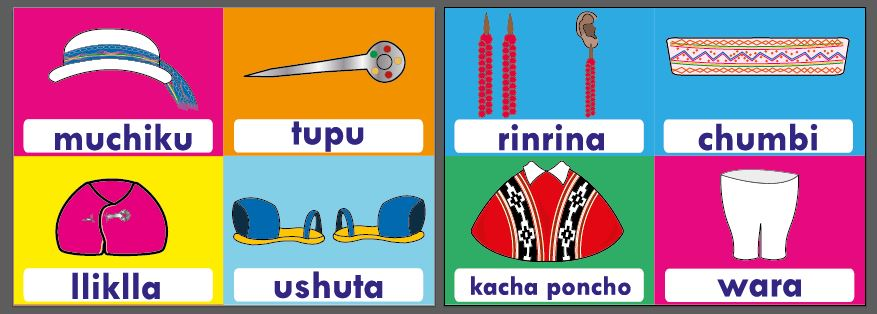 muchiku
tupu
rinrina
chumbi
lliklla
ushuta
kacha poncho
wara